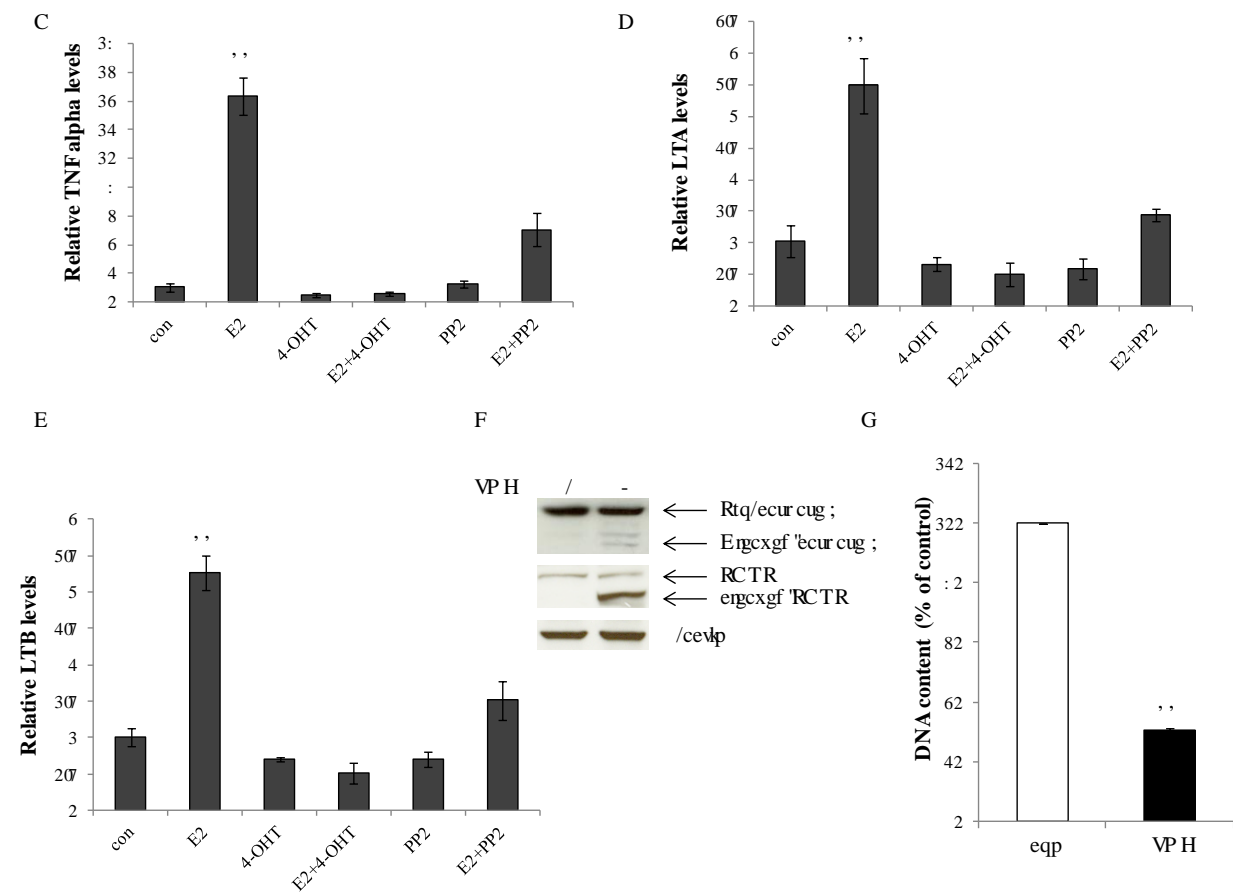 C
Relative TNF alpha levels
3:
38
36
34
32
:
8
6
4
2
, ,
con
E2
4-OHT
E2+4-OHT
PP2
E2+PP2
D
Relative LTA levels
607
6
507
5
407
4
307
3
207
2
, ,
con
E2
4-OHT
E2+4-OHT
PP2
E2+PP2
E
Relative LTB levels
6
507
5
407
4
307
3
207
2
, ,
con
E2
4-OHT
E2+4-OHT
PP2
E2+PP2
F
VP H / -
Rtq/ecur cug ;
Engcxgf "ecur cug ;
RCTR
engcxgf "RCTR
/cevkp
G
DNA content (% of control)
342
322
: 2
82
62
42
2
, ,
eqp
VP H